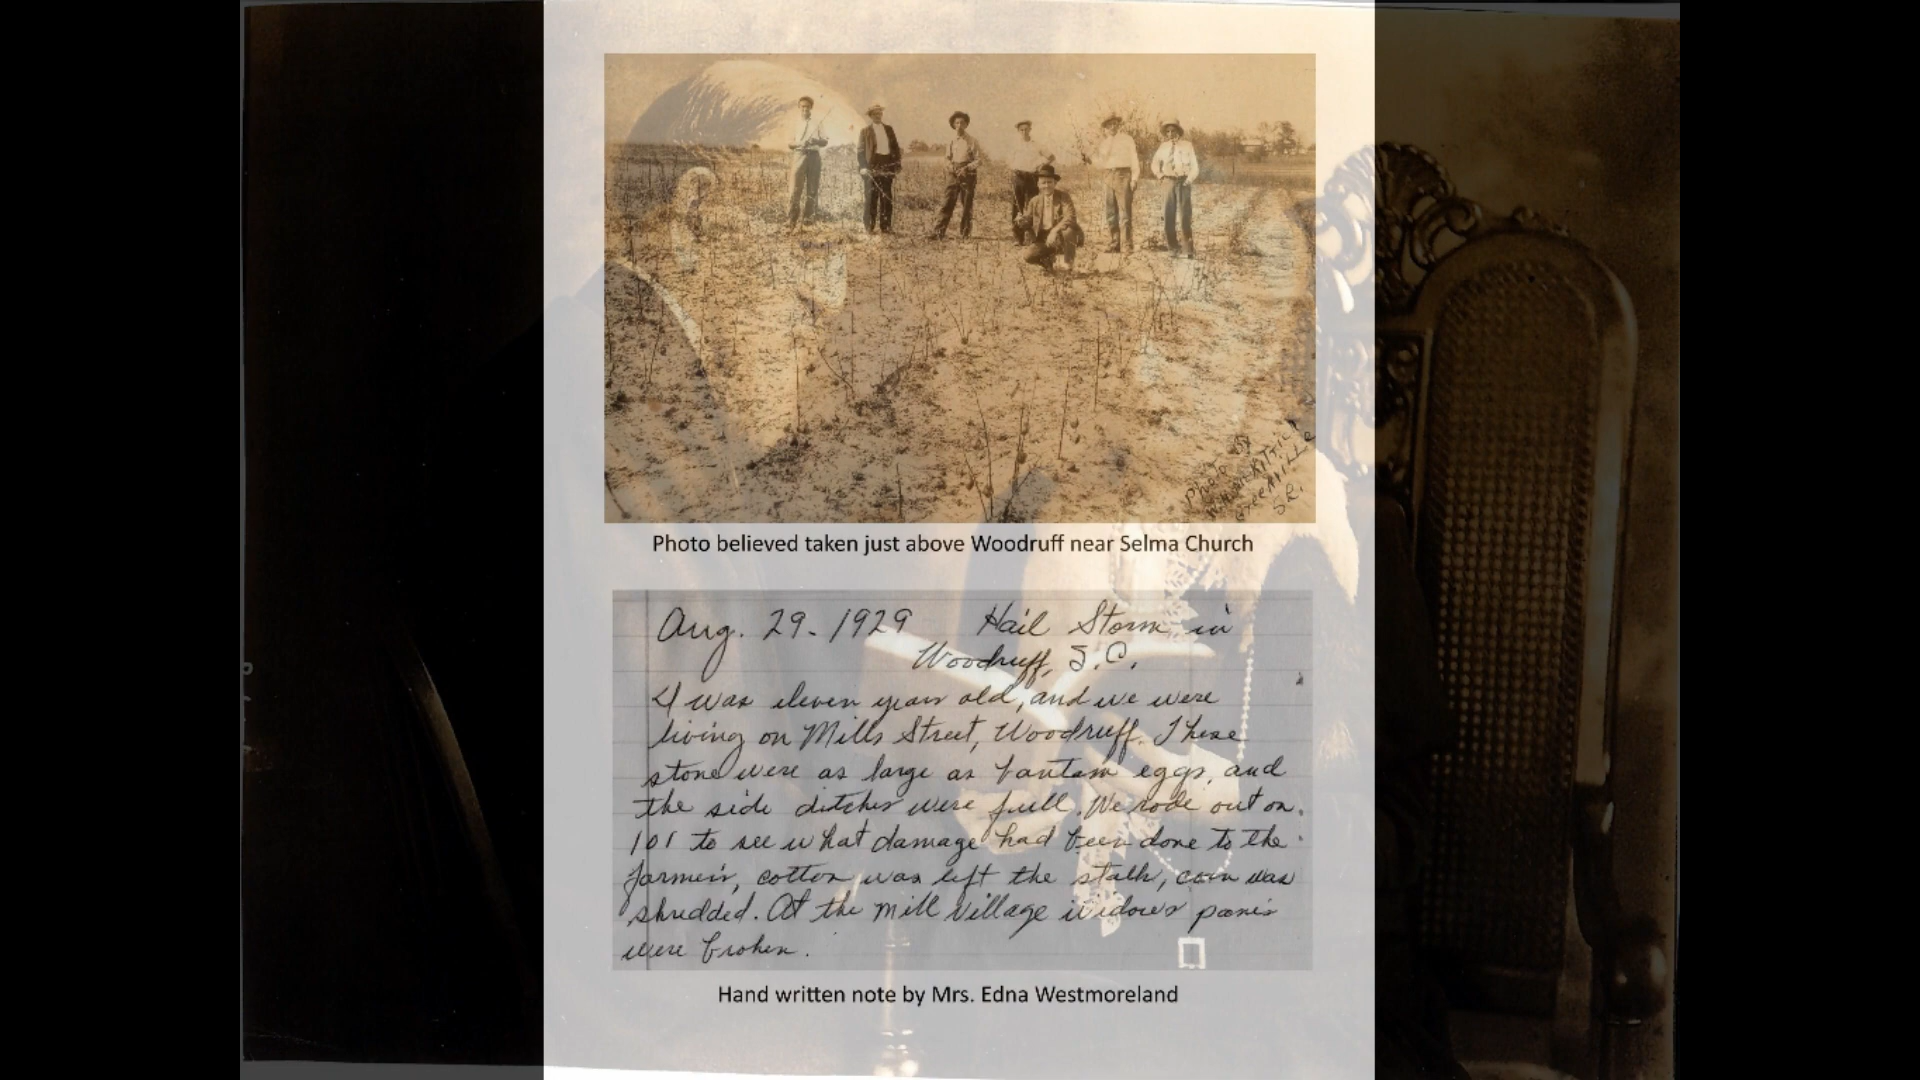 Photo By
GREENVILLE
Photo believed taken just above Woodruff near Selma Church
Aug. 29-1929 Hail Storm in
Woodruff, S.C.
I was eleven years old, and we were
living on Mills Street, Woodruff. These
stone were as large as bantam eggs, and
the side ditches were full. We rode out on
101 to see what damage had been done to the
farmers, cotton was left the stalk, corn was
shredded. At the mill village widows panes
were broken.
Hand written note by Mrs. Edna Westmoreland